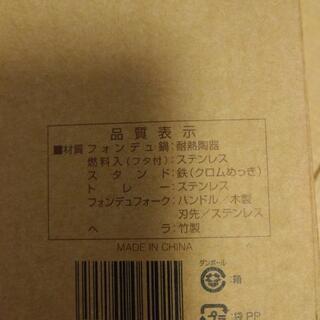 品質表示
■材質 フォンデュ鍋:耐熱陶器
燃料入(フタ付):ステンレス
スタンド:鉄(クロムめっき)
トレー:ステンレス
フォンデュフォーク:ハンドル/木製
刃先/ステンレス
ヘラ:竹製
MADE IN CHINA
ダンボール
:箱
プラ
:袋 PP